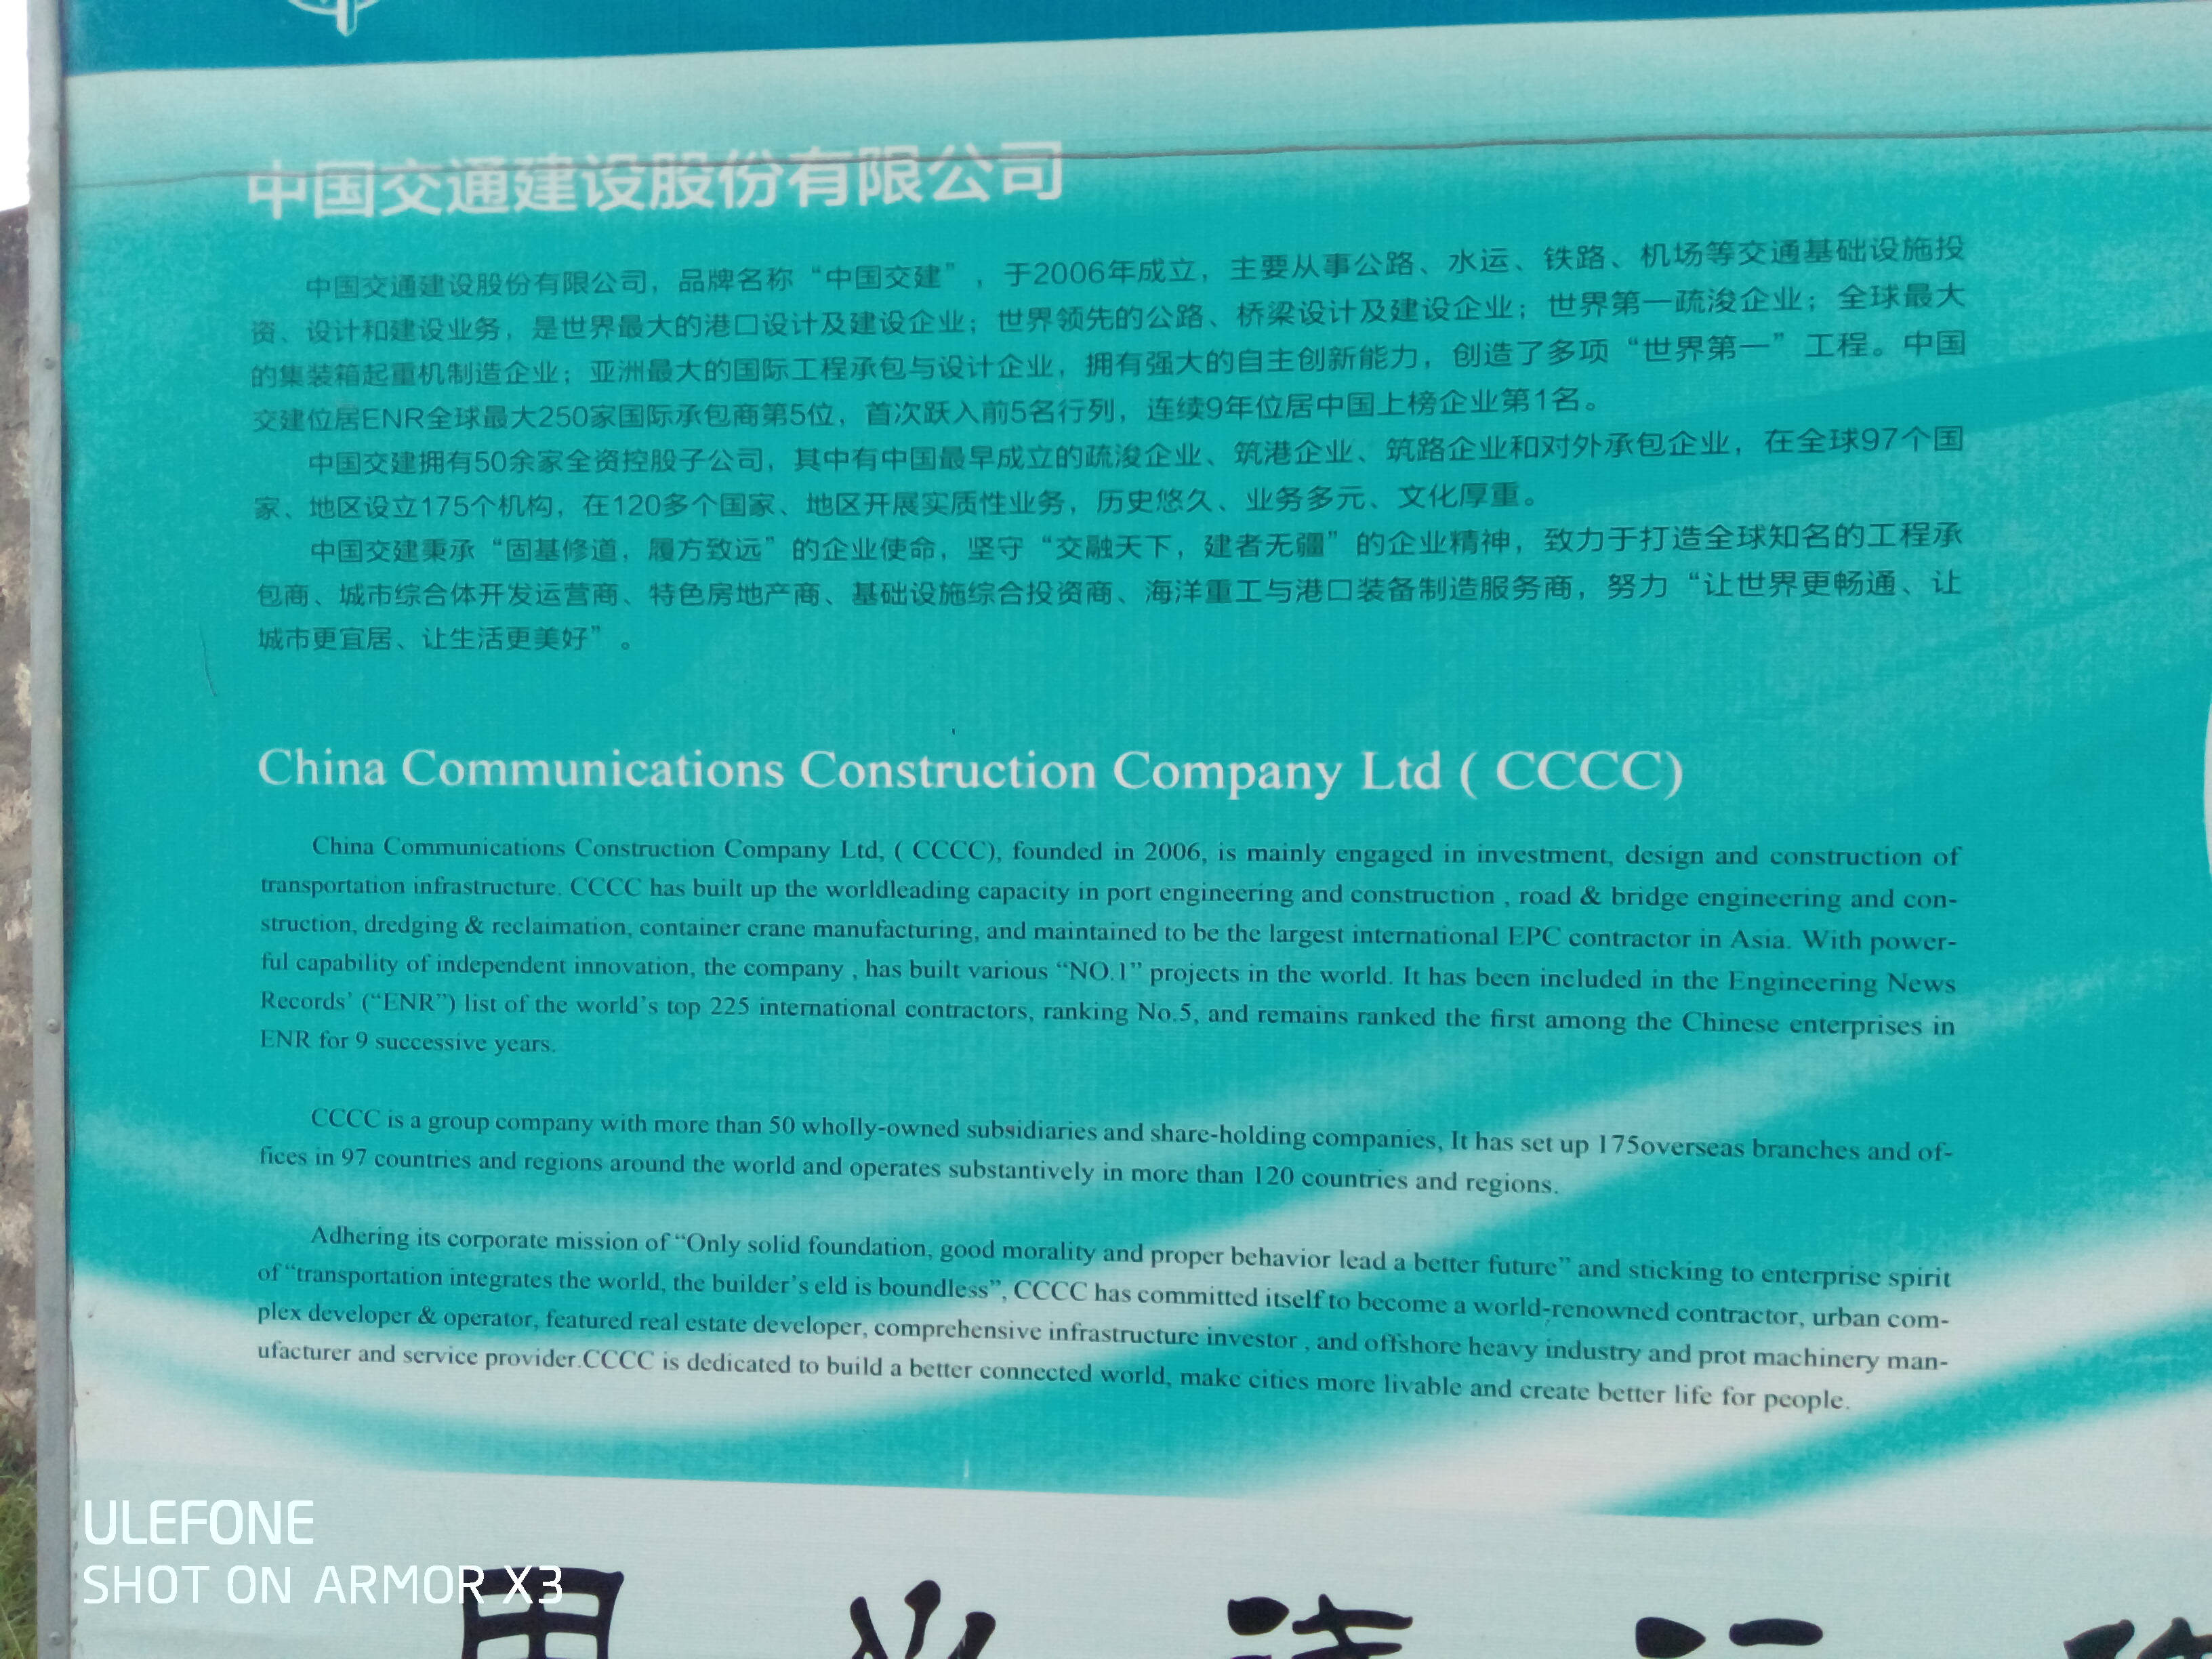 中国交通建设股份有限公司
中国交通建设股份有限公司，品牌名称“中国交建”，于2006年成立，主要从事公路、水运、铁路、机场等交通基础设施投
资、设计和建设业务，是世界最大的港口设计及建设企业；世界领先的公路、桥梁设计及建设企业；世界第一疏浚企业；全球最大
的集装箱起重机制造企业；亚洲最大的国际工程承包与设计企业，拥有强大的自主创新能力，创造了多项“世界第一”工程。中国
交建位居ENR全球最大250家国际承包商第5位，首次跃入前5名行列，连续9年位居中国上榜企业第1名。
中国交建拥有50余家全资控股子公司，其中有中国最早成立的疏浚企业、筑港企业、筑路企业和对外承包企业，在全球97个国
家、地区设立175个机构，在120多个国家、地区开展实质性业务，历史悠久、业务多元、文化厚重。
中国交建秉承“固基修道，履方致远”的企业使命，坚守“交融天下，建者无疆”的企业精神，致力于打造全球知名的工程承
包商、城市综合体开发运营商、特色房地产商、基础设施综合投资商、海洋重工与港口装备制造服务商，努力“让世界更畅通、让
城市更宜居、让生活更美好”。
China Communications Construction Company Ltd ( CCCC)
China Communications Construction Company Ltd, ( CCCC), founded in 2006, is mainly engaged in investment, design and construction of
transportation infrastructure. CCCC has built up the worldleading capacity in port engineering and construction , road & bridge engineering and con-
struction, dredging & reclaimation, container crane manufacturing, and maintained to be the largest international EPC contractor in Asia. With power-
ful capability of independent innovation, the company , has built various “NO.1” projects in the world. It has been included in the Engineering News
Records’ (“ENR”) list of the world’s top 225 international contractors, ranking No.5, and remains ranked the first among the Chinese enterprises in
ENR for 9 successive years.
CCCC is a group company with more than 50 wholly-owned subsidiaries and share-holding companies, It has set up 175overseas branches and of-
fices in 97 countries and regions around the world and operates substantively in more than 120 countries and regions.
Adhering its corporate mission of “Only solid foundation, good morality and proper behavior lead a better future” and sticking to enterprise spirit
of “transportation integrates the world, the builder’s eld is boundless”, CCCC has committed itself to become a world-renowned contractor, urban com-
plex developer & operator, featured real estate developer, comprehensive infrastructure investor , and offshore heavy industry and prot machinery man-
ufacturer and service provider.CCCC is dedicated to build a better connected world, make cities more livable and create better life for people.
ULEFONE
SHOT ON ARMOR X3